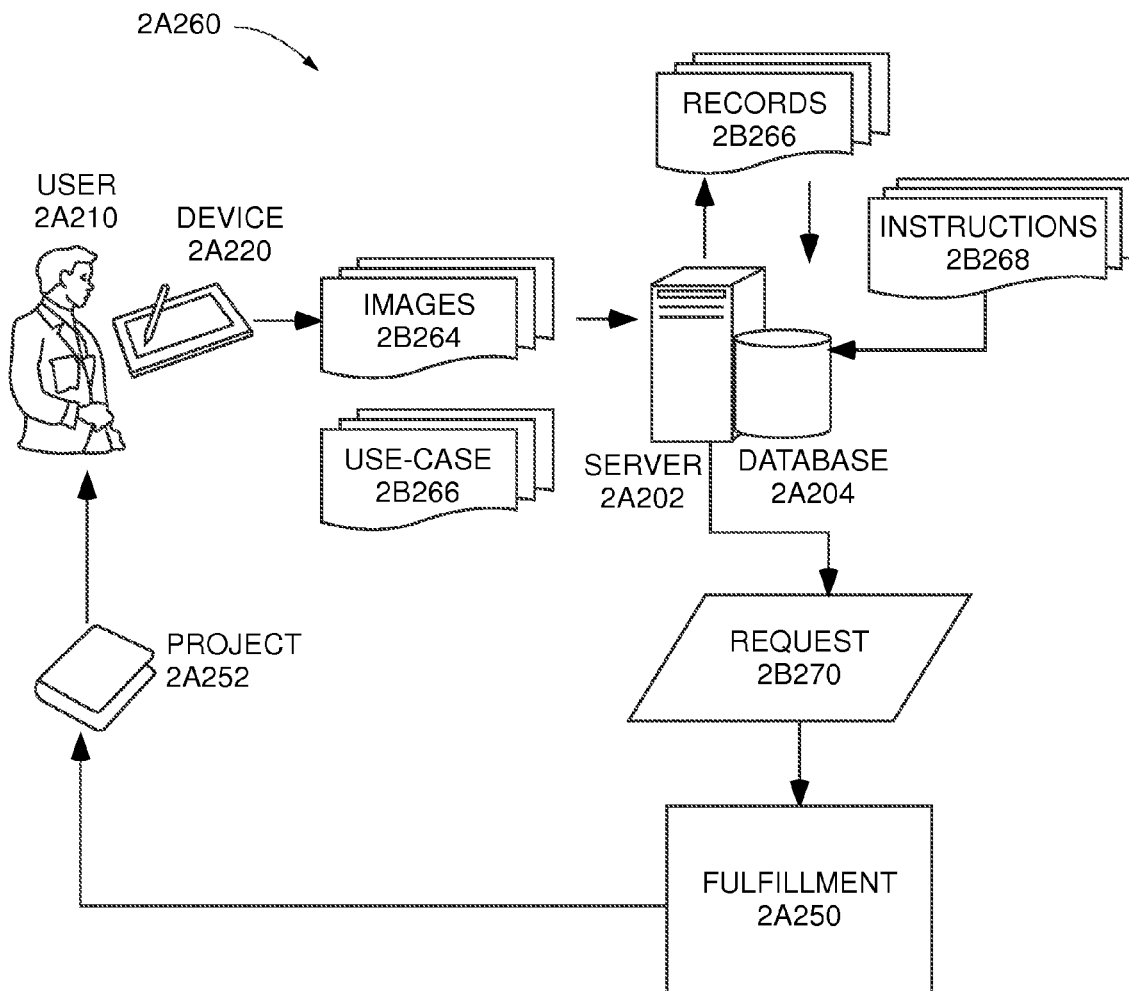 2A260
RECORDS
2B266
USER
2A210
DEVICE
2A220
INSTRUCTIONS
2B268
IMAGES
2B264
USE-CASE
2B266
SERVER
2A202
DATABASE
2A204
PROJECT
2A252
REQUEST
2B270
FULFILLMENT
2A250